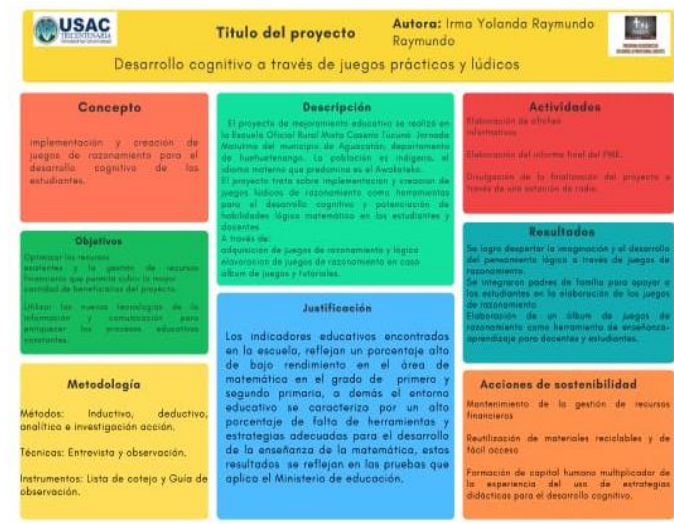 USAC
TRICENTENARIA
Titulo del proyecto
Autora: Irma Yolanda Raymundo
Raymundo
Desarrollo cognitivo a través de juegos prácticos y lúdicos
Concepto
implementación y creación de
juegos de razonamiento para el
desarrollo cognitivo de los
estudiantes.
Objetivos
Optimizar los recursos
existentes y la gestión de recursos
financieros que permita cubrir la mayor
cantidad de beneficiarios del proyecto.
Utilizar las nuevas tecnologías de la
información y comunicación para
enriquecer los procesos educativos
constantes.
Metodología
Métodos: Inductivo, deductivo,
analítico e investigación acción.
Técnicas: Entrevista y observación.
Instrumentos: Lista de cotejo y Guía de
observación.
Descripción
El proyecto de mejoramiento educativo se realizó en
la Escuela Oficial Rural Mixta Caserío Tucuná Jornada
Matutina del municipio de Aguacatán, departamento
de huehuetenango. La población es indígena, el
idioma materno que predomina es el Awakateko.
El proyecto trata sobre implementación y creacion de
juegos lúdicos de razonamiento como herramientas
para el desarrollo cognitivo y potenciación de
habilidades lógico matemático en los estudiantes y
docentes.
A través de:
adquisición de juegos de razonamiento y lógica
elavoración de juegos de razonamiento en casa
álbum de juegos y tutoriales.
Justificación
Los indicadores educativos encontrados
en la escuela, reflejan un porcentaje alto
de bajo rendimiento en el área de
matemática en el grado de primero y
segundo primaria, a demás el entorno
educativo se caracteriza por un alto
porcentaje de falta de herramientas y
estrategias adecuadas para el desarrollo
de la enseñanza de la matemática, estos
resultados se reflejan en las pruebas que
aplica el Ministerio de educación.
Actividades
Elaboración de afiches
informativos
Elaboración del informe final del PME.
Divulgación de la finalización del proyecto a
través de una estación de radio.
Resultados
Se logro despertar la imaginación y el desarrollo
del pensamiento lógico a través de juegos de
razonamiento.
Se integraron padres de familia para apoyar a
los estudiantes en la elaboración de los juegos
de razonamiento
Elaboración de un álbum de juegos de
razonamiento como herramienta de enseñanza-
aprendizaje para docentes y estudiantes.
Acciones de sostenibilidad
Mantenimiento de la gestión de recursos
financieros
Reutilización de materiales reciclables y de
fácil acceso
Formación de capital humano multiplicador de
la experiencia del uso de estrategias
didácticas para el desarrollo cognitivo.